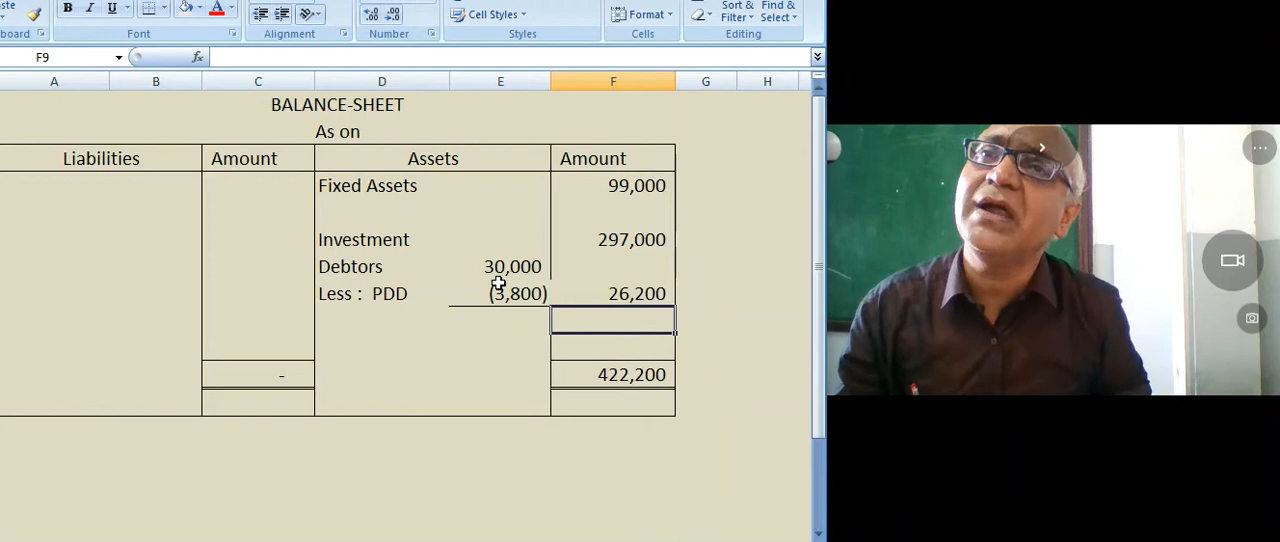 aste
board
B I U
Font
Alignment
Number
Cell Styles
Styles
Format
Cells
Sort &
Filter
Find &
Select
Editing
F9 fx
A B C D E F G H
BALANCE-SHEET
As on
Liabilities Amount Assets Amount
Fixed Assets 99,000
Investment 297,000
Debtors 30,000
Less : PDD (3,800) 26,200
- 422,200